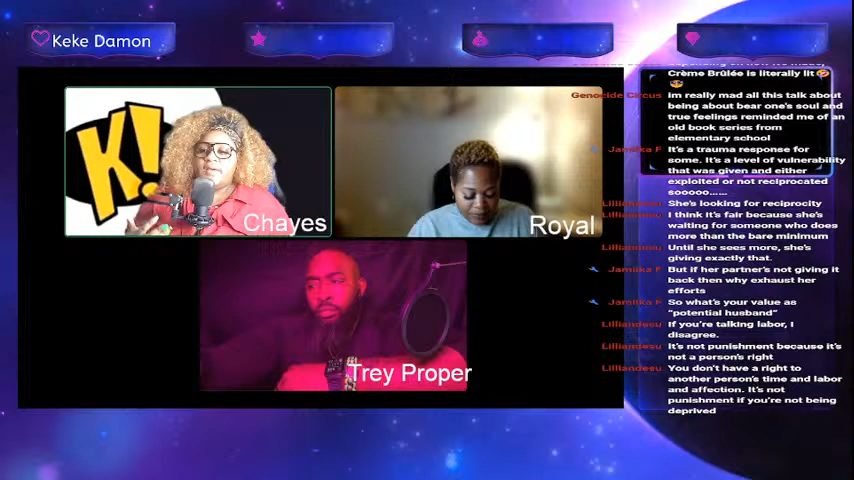 Keke Damon
K!
Chayes
Royal
Trey Proper
Crème Brûlée is literally lit
Genocide Circus
im really mad all this talk about
being about bear one's soul and
true feelings reminded me of an
old book series from
elementary school
Jamiika F
It's a trauma response for
some. It's a level of vulnerability
that was given and either
exploited or not reciprocated
sooooo......
Lilliandesu
She's looking for reciprocity
Lilliandesu
I think it's fair because she's
waiting for someone who does
more than the bare minimum
Lilliandesu
Until she sees more, she's
giving exactly that.
Jamiika F
But if her partner's not giving it
back then why exhaust her
efforts
Jamiika F
So what's your value as
"potential husband"
Lilliandesu
If you're talking labor, I
disagree.
Lilliandesu
It's not punishment because it's
not a person's right
Lilliandesu
You don't have a right to
another person's time and labor
and affection. It's not
punishment if you're not being
deprived